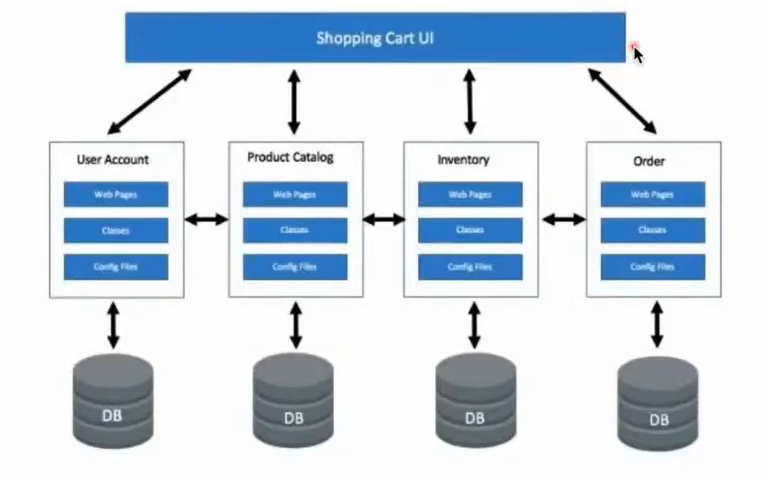 Shopping Cart UI
User Account
Web Pages
Classes
Config Files
Product Catalog
Web Pages
Classes
Config Files
Inventory
Web Pages
Classes
Config Files
Order
Web Pages
Classes
Config Files
DB
DB
DB
DB